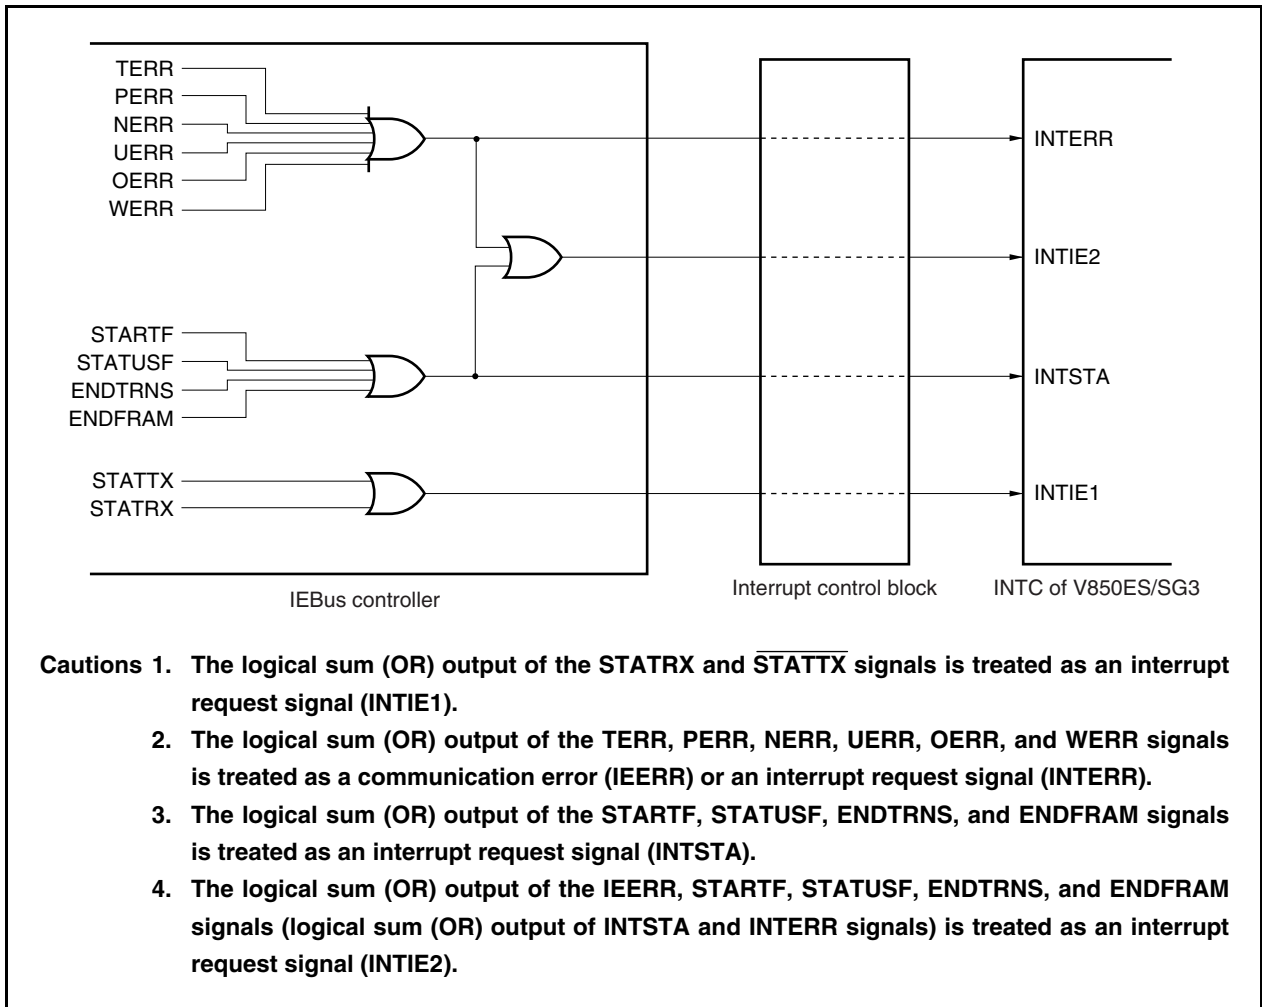 TERR
PERR
NERR
UERR
OERR
WERR
INTERR
INTIE2
STARTF
STATUSF
ENDTRNS
ENDFRAM
INTSTA
STATTX
STATRX
INTIE1
IEBus controller
Interrupt control block
INTC of V850ES/SG3
Cautions 1. The logical sum (OR) output of the STATRX and STATTX signals is treated as an interrupt
request signal (INTIE1).
2. The logical sum (OR) output of the TERR, PERR, NERR, UERR, OERR, and WERR signals
is treated as a communication error (IEERR) or an interrupt request signal (INTERR).
3. The logical sum (OR) output of the STARTF, STATUSF, ENDTRNS, and ENDFRAM signals
is treated as an interrupt request signal (INTSTA).
4. The logical sum (OR) output of the IEERR, STARTF, STATUSF, ENDTRNS, and ENDFRAM
signals (logical sum (OR) output of INTSTA and INTERR signals) is treated as an interrupt
request signal (INTIE2).